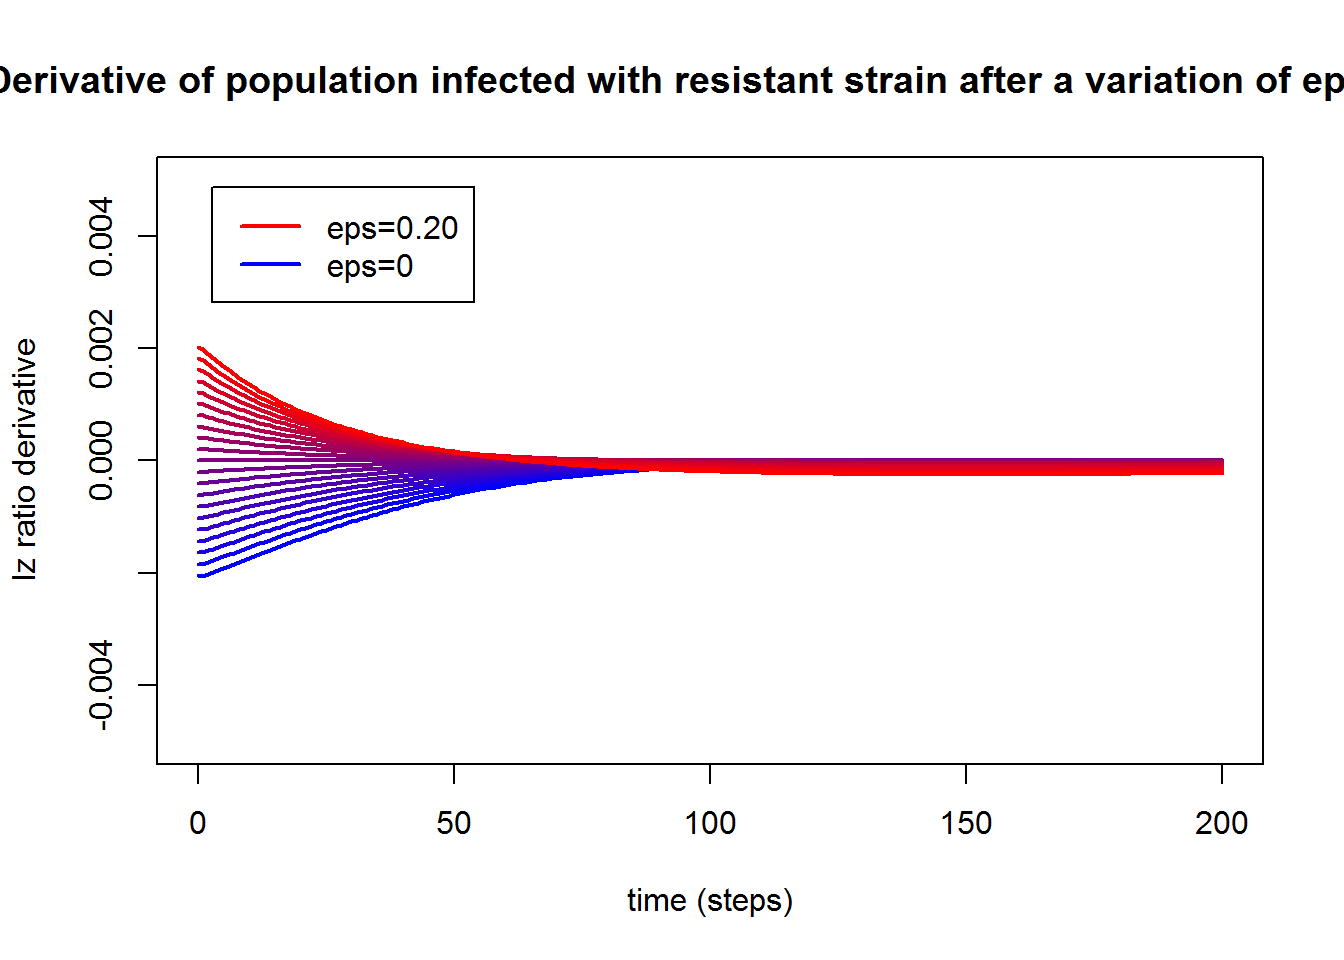 Derivative of population infected with resistant strain after a variation of ep
eps=0.20
eps=0
Iz ratio derivative
0.004
0.002
0.000
-0.004
0 50 100 150 200
time (steps)